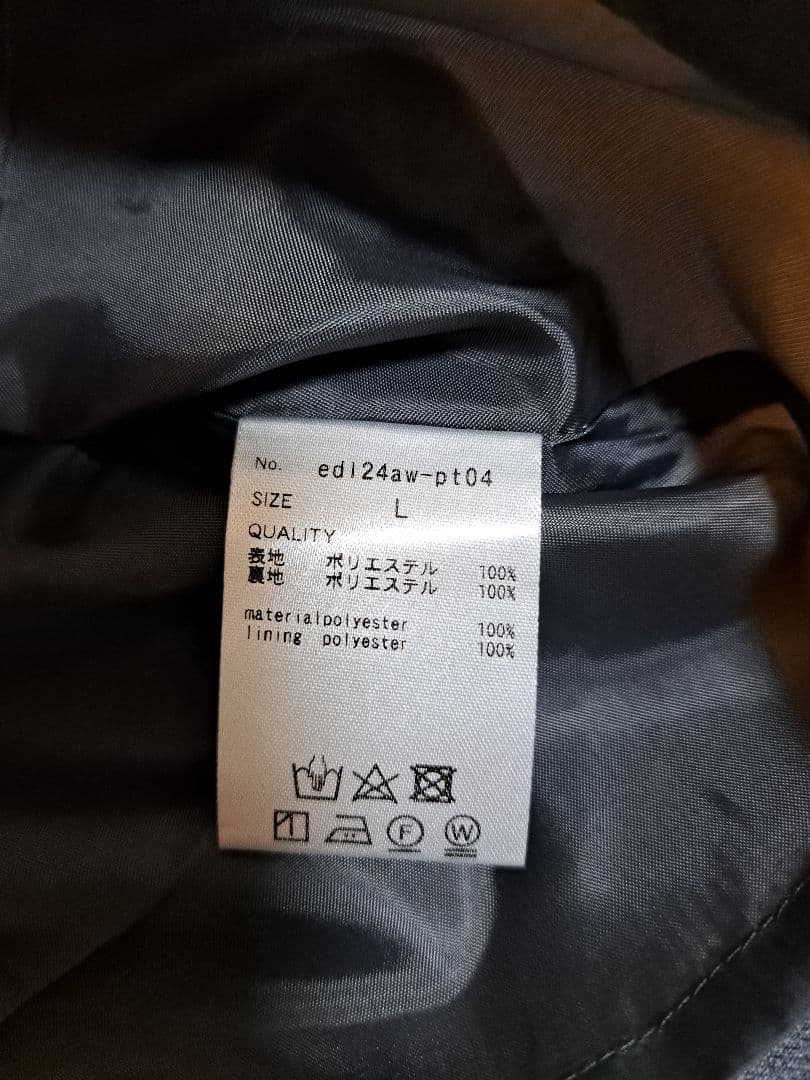 No. edi24aw-pt04
SIZE L
QUALITY
表地 ポリエステル 100%
裏地 ポリエステル 100%
materialpolyester 100%
lining polyester 100%
F W